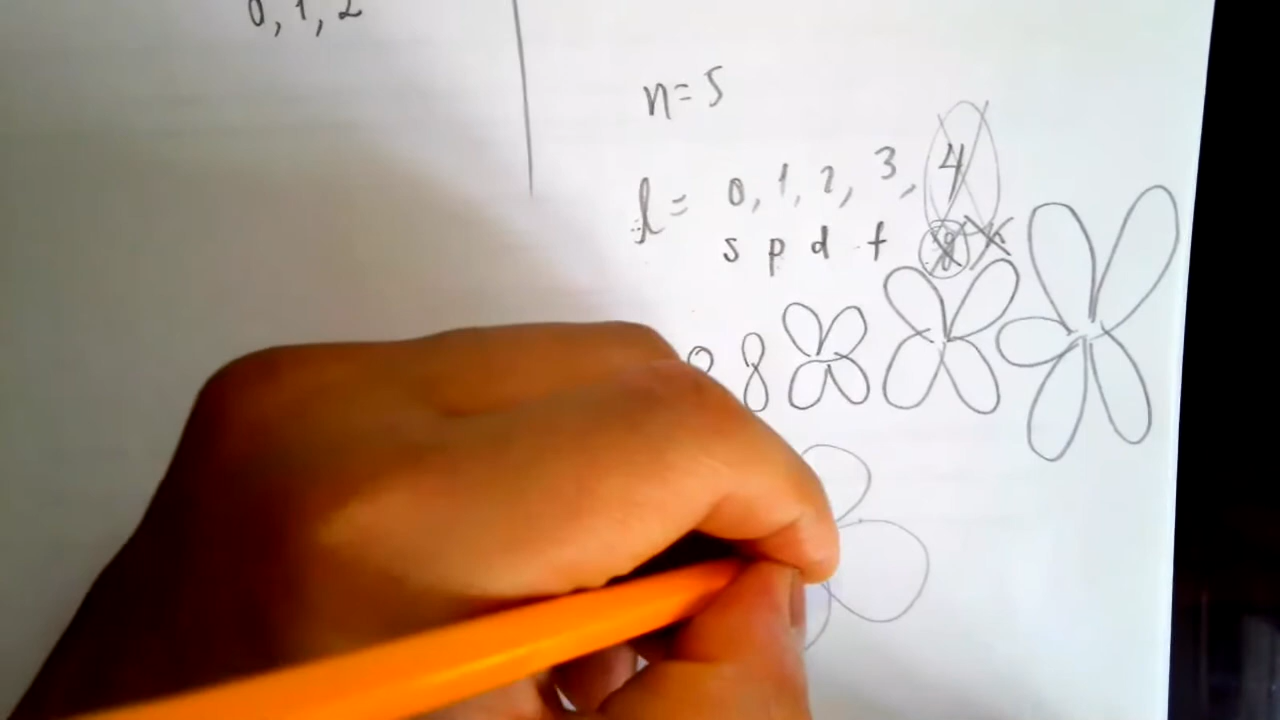 0, 1, 2
n = 5
l = 0, 1, 2, 3, 4
s p d f g